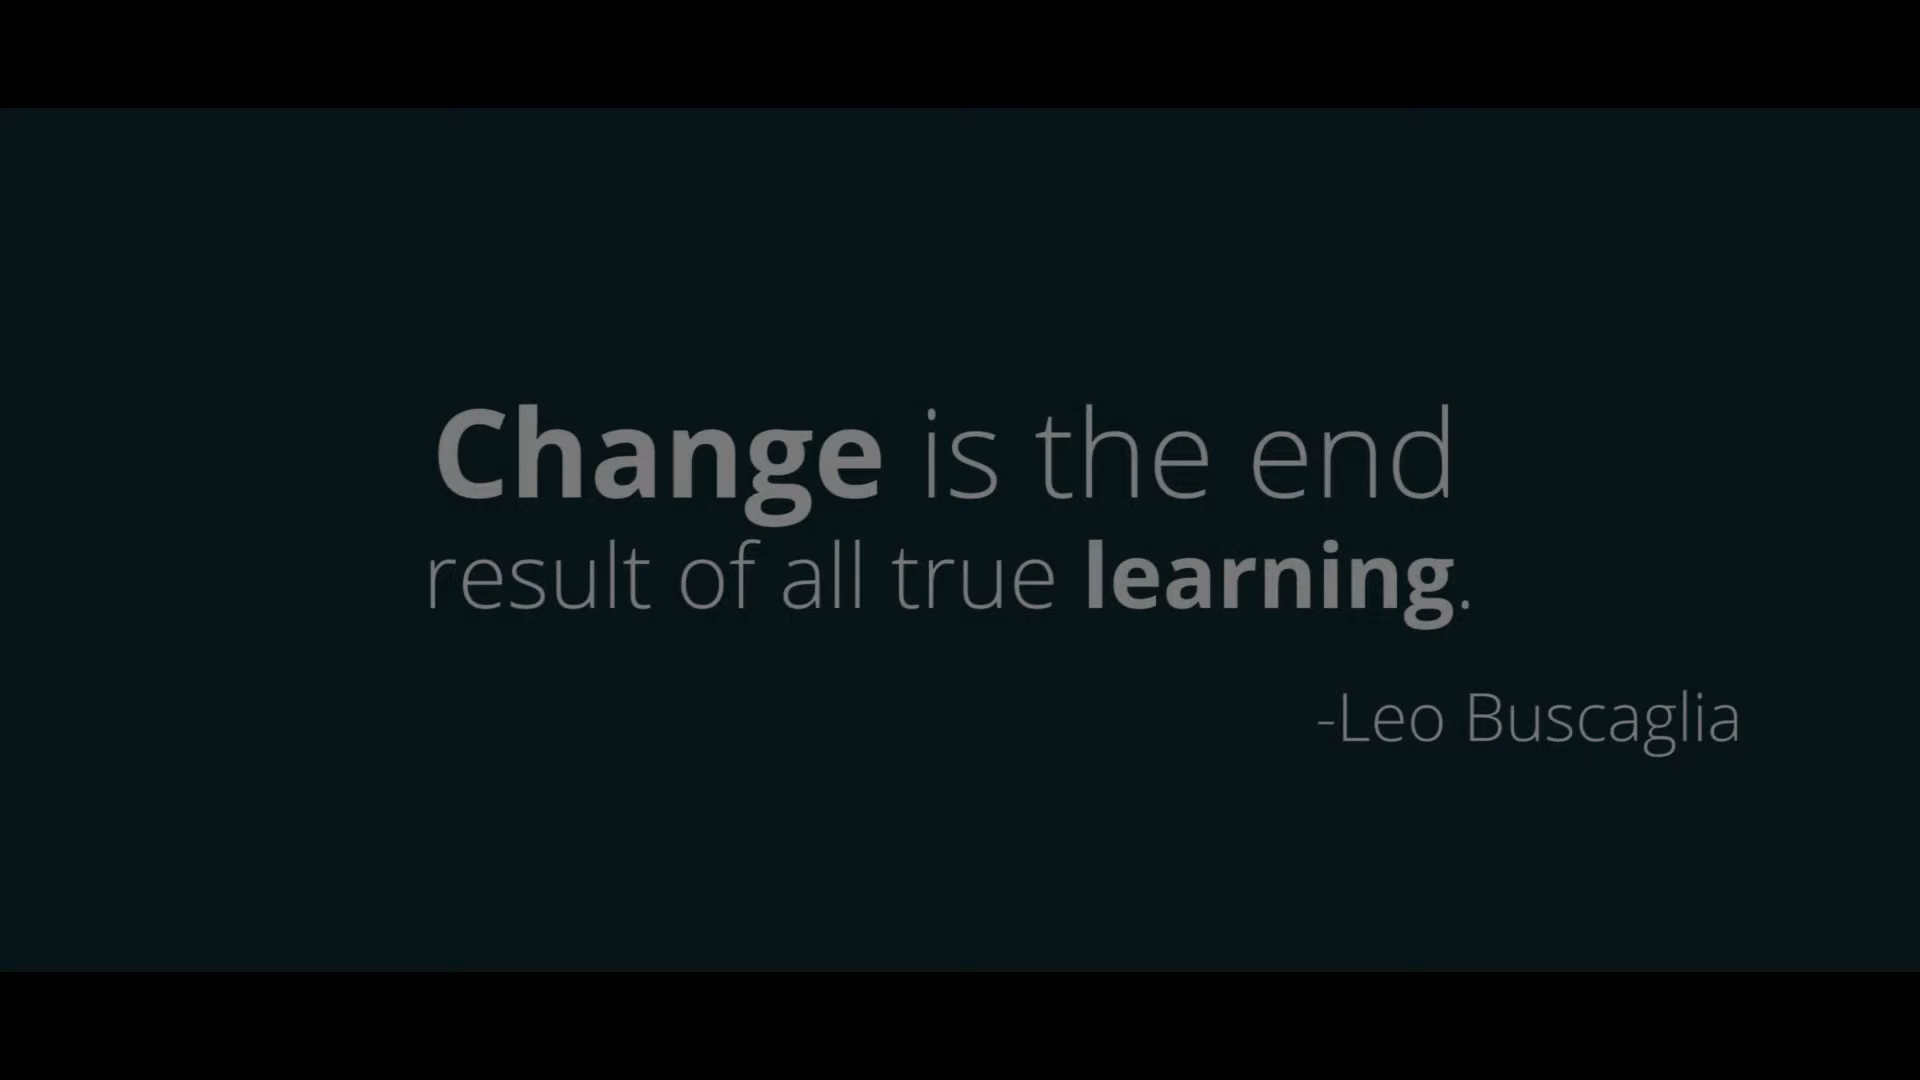 Change is the end
result of all true learning.
-Leo Buscaglia